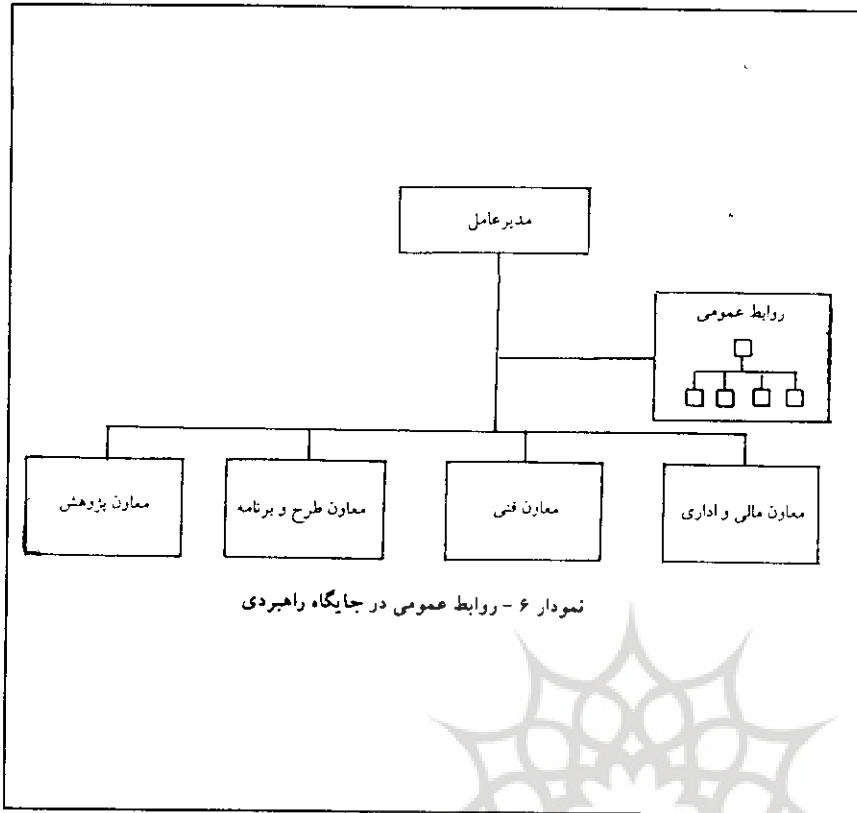 مدیرعامل
روابط عمومی
معاون مالی و اداری
معاون فنی
معاون طرح و برنامه
معاون پژوهش
نمودار ۶ - روابط عمومی در جایگاه راهبردی